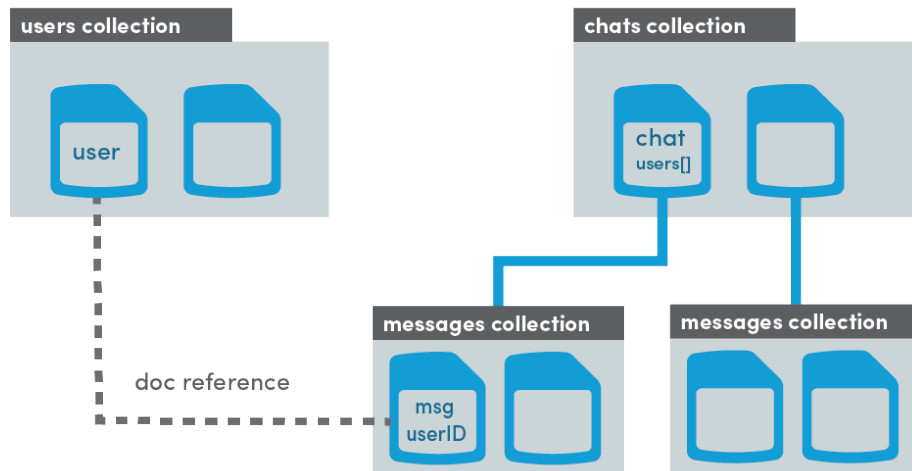 users collection
chats collection
user
chat
users[]
messages collection
messages collection
doc reference
msg
userID